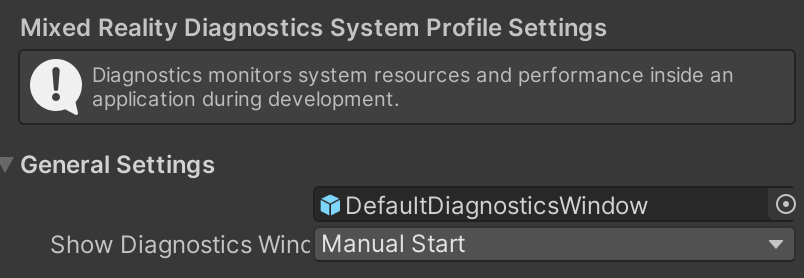 Mixed Reality Diagnostics System Profile Settings
Diagnostics monitors system resources and performance inside an
application during development.
General Settings
DefaultDiagnosticsWindow
Show Diagnostics Wind Manual Start